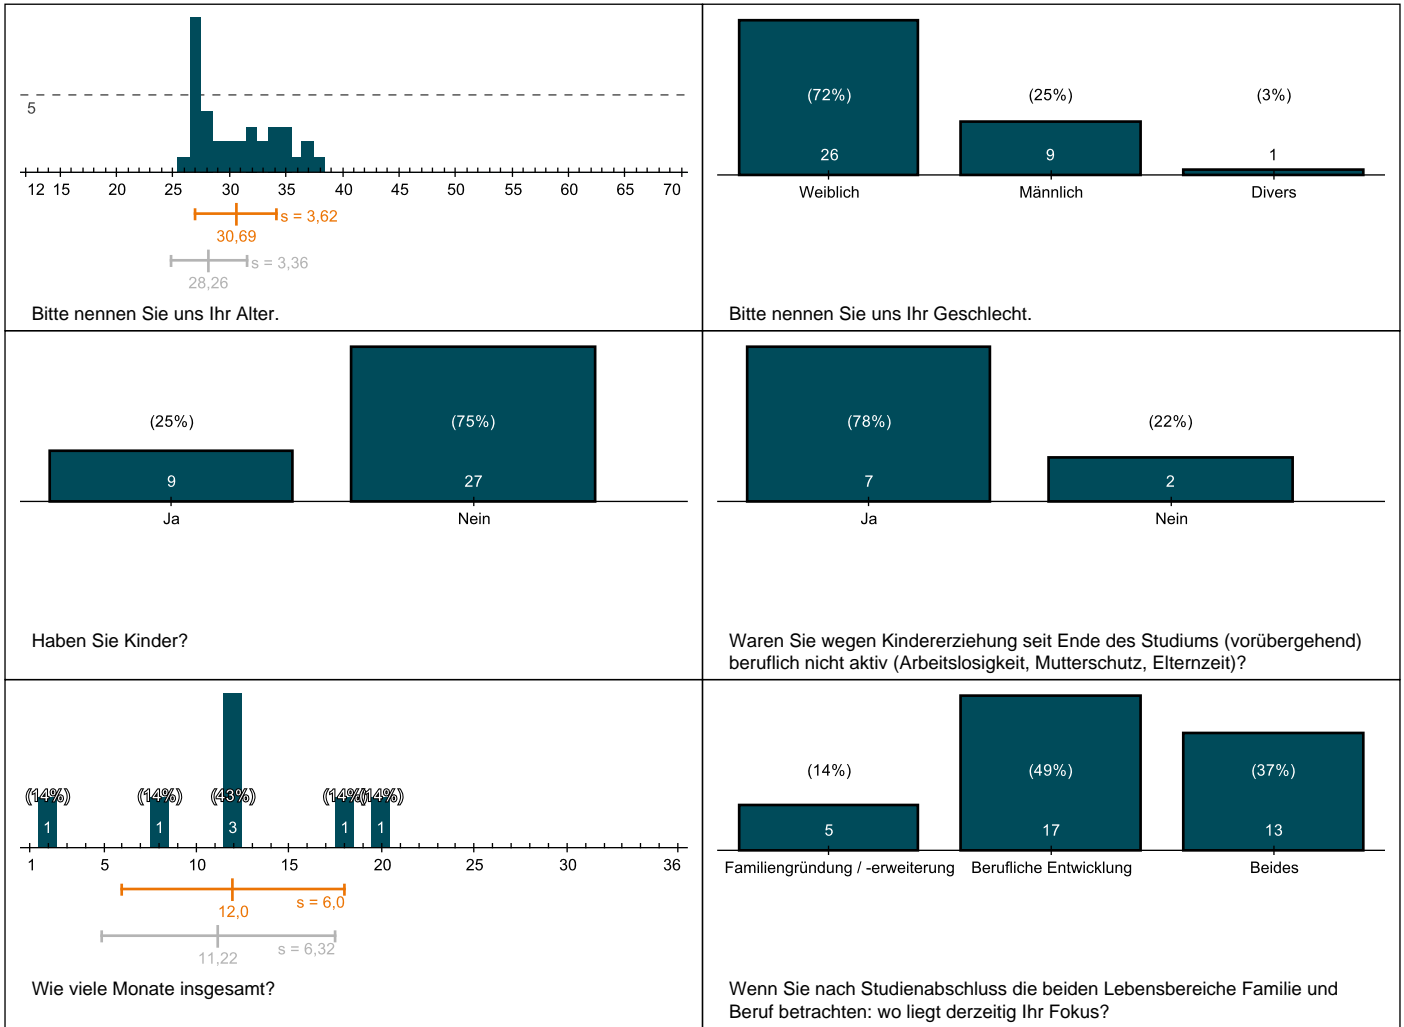 5
12 15 20 25 30 35 40 45 50 55 60 65 70
s = 3,62
30,69
s = 3,36
28,26
Bitte nennen Sie uns Ihr Alter.
(72%) (25%) (3%)
26 9 1
Weiblich Männlich Divers
Bitte nennen Sie uns Ihr Geschlecht.
(25%) (75%)
9 27
Ja Nein
Haben Sie Kinder?
(78%) (22%)
7 2
Ja Nein
Waren Sie wegen Kindererziehung seit Ende des Studiums (vorübergehend)
beruflich nicht aktiv (Arbeitslosigkeit, Mutterschutz, Elternzeit)?
(14%) (14%) (43%) (14%) (14%)
1 1 3 1 1
1 5 10 15 20 25 30 36
s = 6,0
12,0
s = 6,32
11,22
Wie viele Monate insgesamt?
(14%) (49%) (37%)
5 17 13
Familiengründung / -erweiterung Berufliche Entwicklung Beides
Wenn Sie nach Studienabschluss die beiden Lebensbereiche Familie und
Beruf betrachten: wo liegt derzeitig Ihr Fokus?